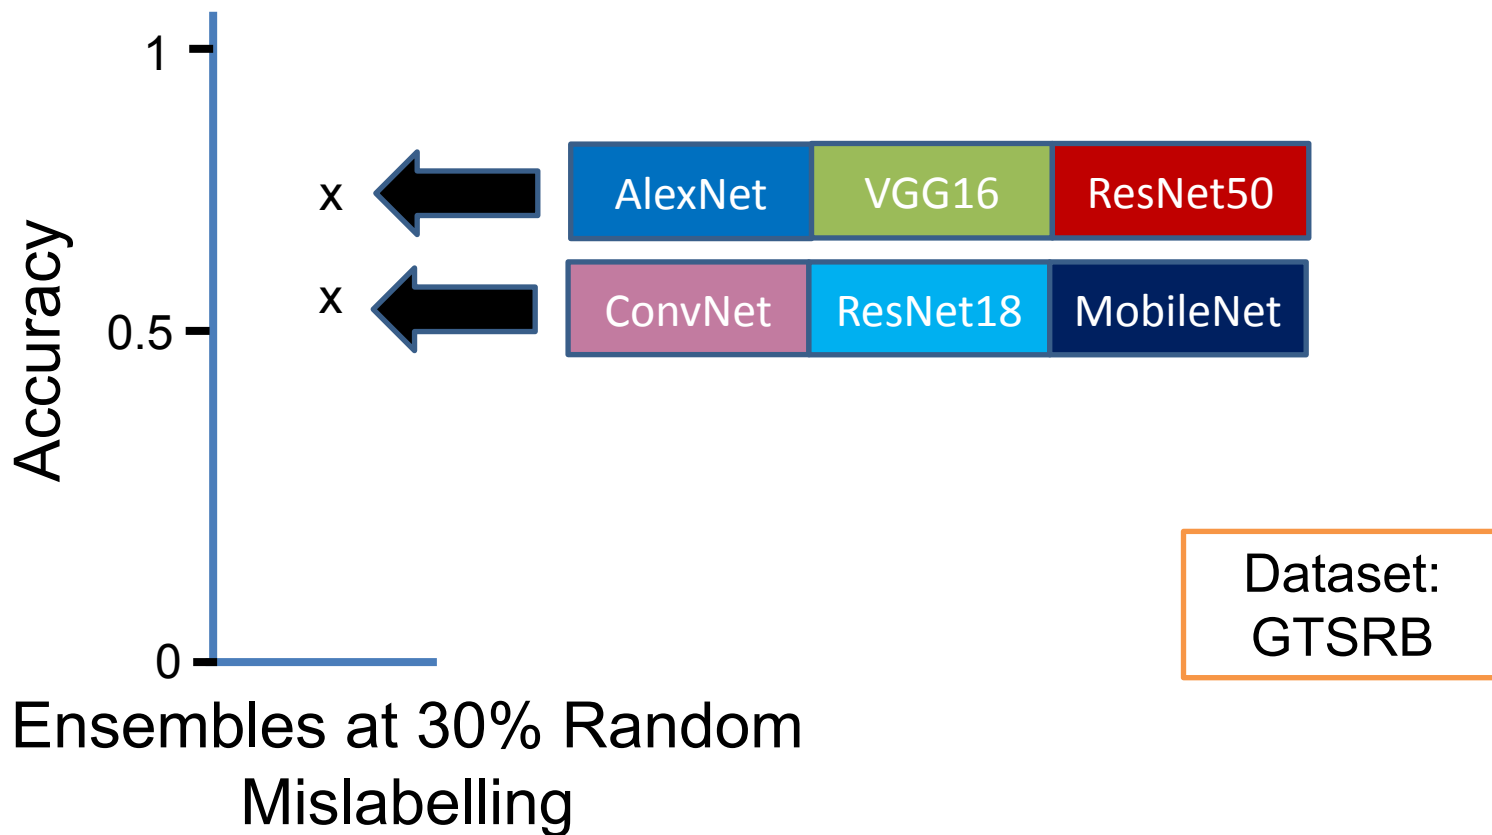 1
x AlexNet VGG16 ResNet50
x ConvNet ResNet18 MobileNet
0.5
Accuracy
0
Dataset:
GTSRB
Ensembles at 30% Random
Mislabelling